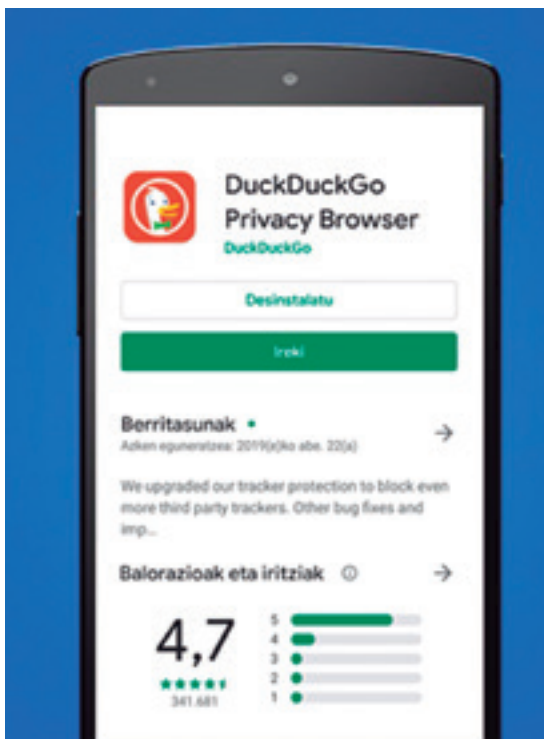 DuckDuckGo
Privacy Browser
DuckDuckGo
Desinstalatu
Ireki
Berritasunak
Azken eguneratzea: 2019(e)ko abe. 22(a)
We upgraded our tracker protection to block even
more third party trackers. Other bug fixes and
imp...
Balorazioak eta iritziak
4,7
5
4
3
2
1
341.681